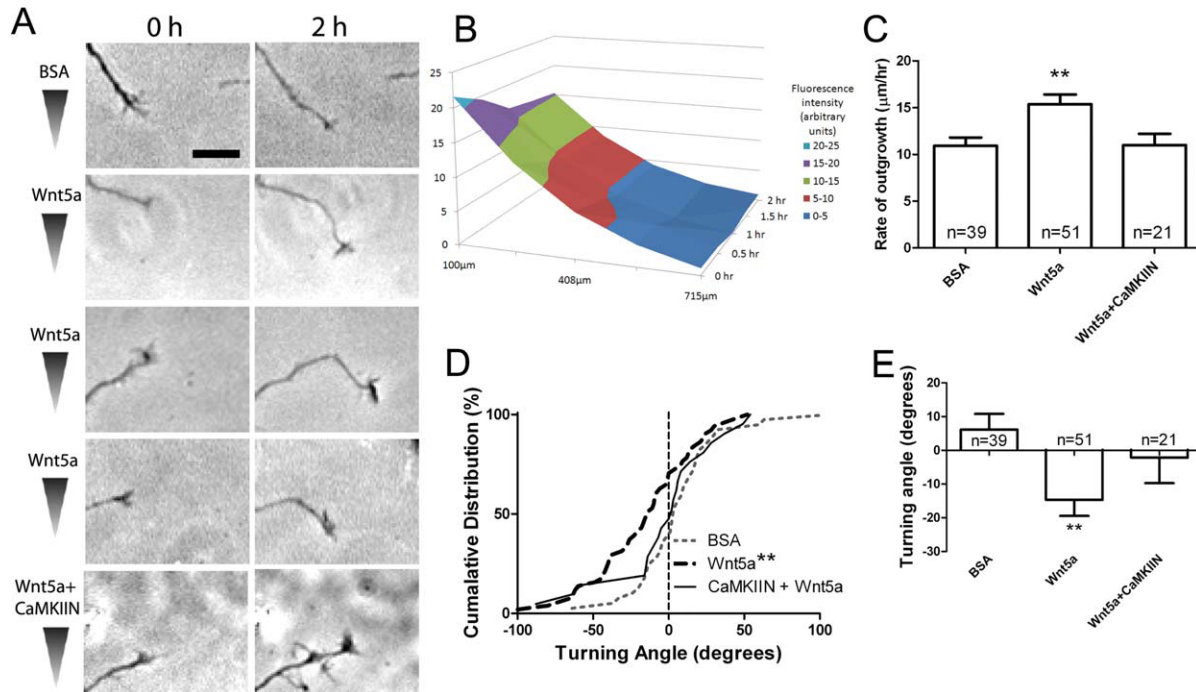 A
0 h
2 h
BSA
Wnt5a
Wnt5a
Wnt5a
Wnt5a+
CaMKIIN
B
25
20
15
10
5
0
100µm
408µm
715µm
0 hr
0.5 hr
1 hr
1.5 hr
2 hr
Fluorescence
intensity
(arbitrary
units)
20-25
15-20
10-15
5-10
0-5
C
Rate of outgrowth (µm/hr)
20
15
10
5
0
**
n=39
n=51
n=21
BSA
Wnt5a
Wnt5a+CaMKIIN
D
Cumalative Distribution (%)
100
50
0
-100
-50
0
50
100
Turning Angle (degrees)
BSA
Wnt5a**
CaMKIIN + Wnt5a
E
Turning angle (degrees)
20
10
0
-10
-20
-30
n=39
n=51
n=21
**
BSA
Wnt5a
Wnt5a+CaMKIIN